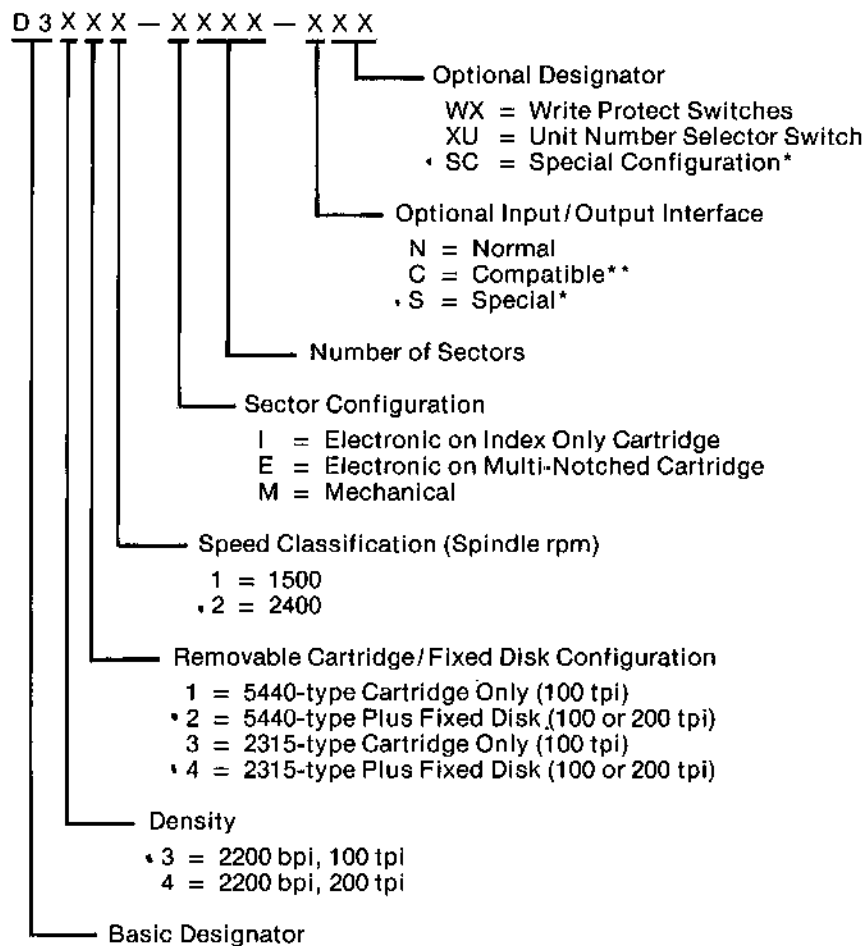 D 3 X X X – X X X X – X X X
Optional Designator
WX = Write Protect Switches
XU = Unit Number Selector Switch
SC = Special Configuration*
Optional Input/Output Interface
N = Normal
C = Compatible**
S = Special*
Number of Sectors
Sector Configuration
I = Electronic on Index Only Cartridge
E = Electronic on Multi-Notched Cartridge
M = Mechanical
Speed Classification (Spindle rpm)
1 = 1500
2 = 2400
Removable Cartridge/Fixed Disk Configuration
1 = 5440-type Cartridge Only (100 tpi)
2 = 5440-type Plus Fixed Disk (100 or 200 tpi)
3 = 2315-type Cartridge Only (100 tpi)
4 = 2315-type Plus Fixed Disk (100 or 200 tpi)
Density
3 = 2200 bpi, 100 tpi
4 = 2200 bpi, 200 tpi
Basic Designator